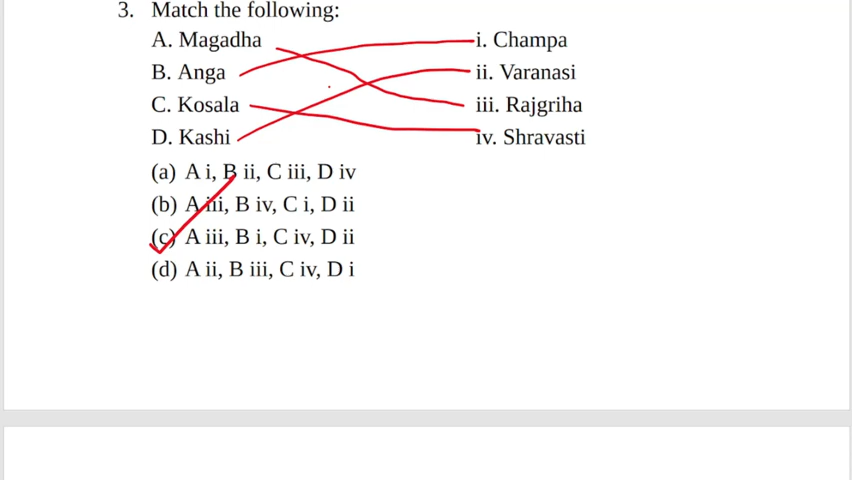 3. Match the following:
A. Magadha i. Champa
B. Anga ii. Varanasi
C. Kosala iii. Rajgriha
D. Kashi iv. Shravasti
(a) A i, B ii, C iii, D iv
(b) A iii, B iv, C i, D ii
(c) A iii, B i, C iv, D ii
(d) A ii, B iii, C iv, D i